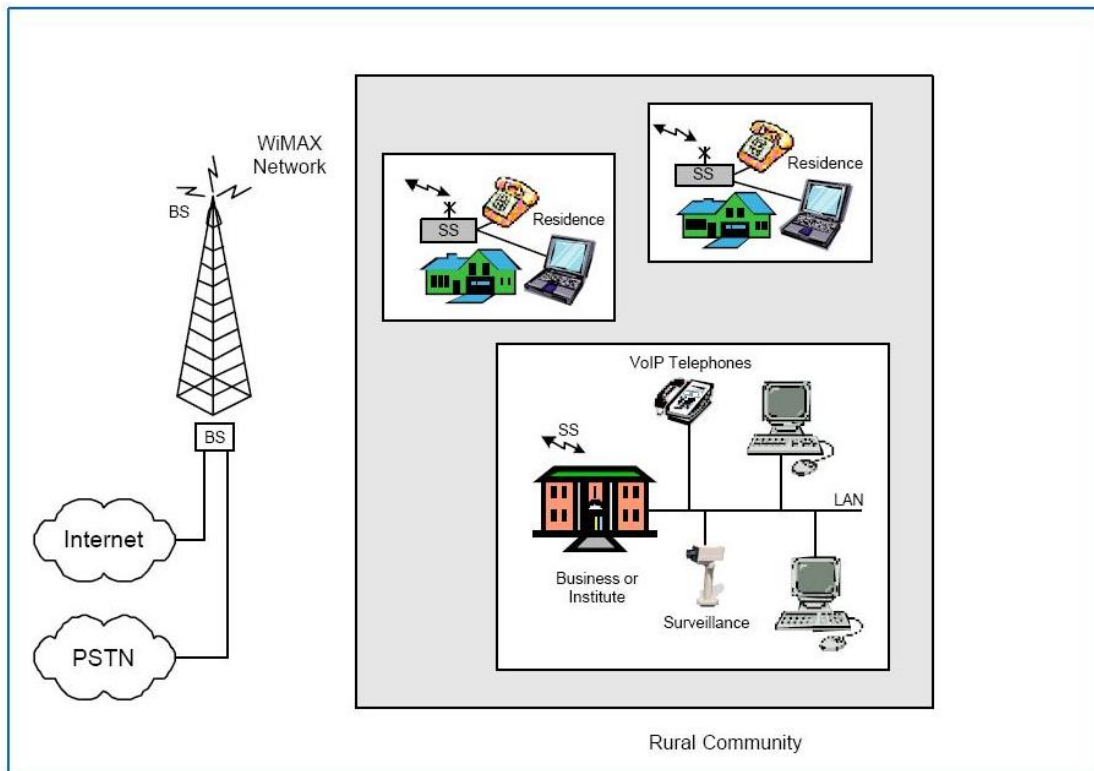 WiMAX
Network
BS
BS
Internet
PSTN
SS
Residence
SS
Residence
VoIP Telephones
SS
LAN
Business or
Institute
Surveillance
Rural Community